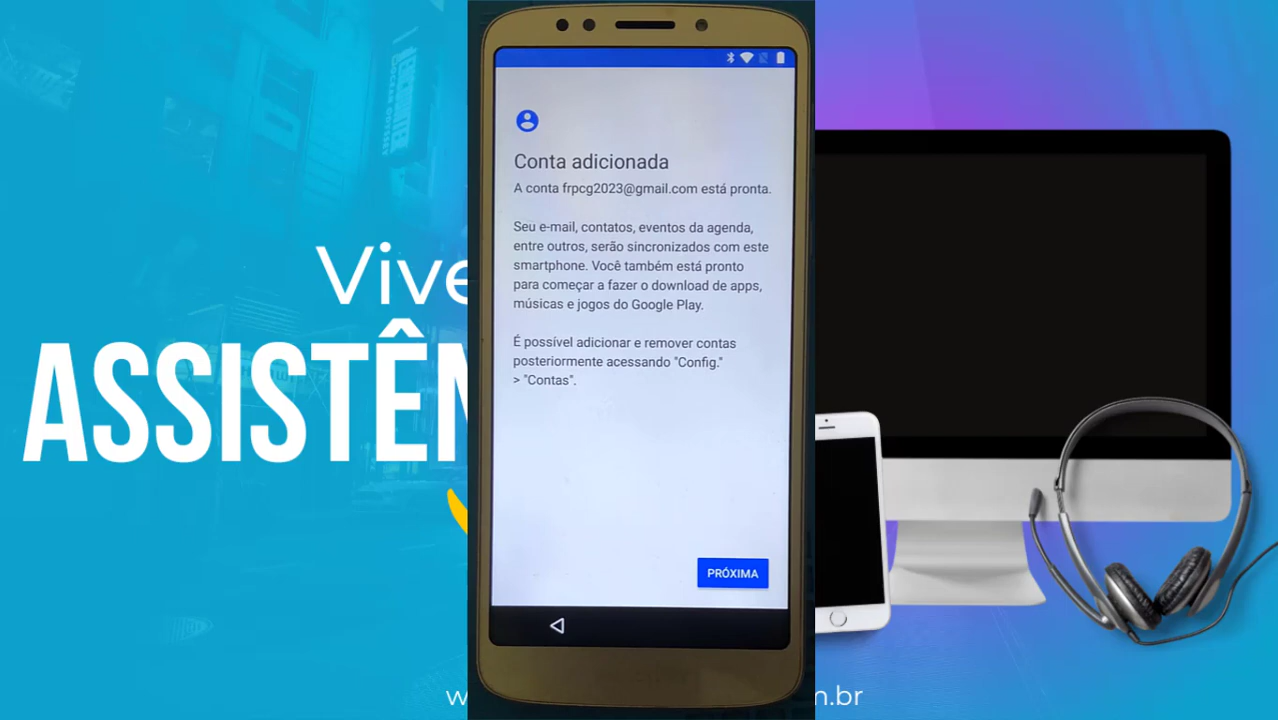 Vive
ASSISTÊN
Conta adicionada
A conta frpcg2023@gmail.com está pronta.
Seu e-mail, contatos, eventos da agenda,
entre outros, serão sincronizados com este
smartphone. Você também está pronto
para começar a fazer o download de apps,
músicas e jogos do Google Play.
É possível adicionar e remover contas
posteriormente acessando "Config."
> "Contas".
PRÓXIMA
w
m.br